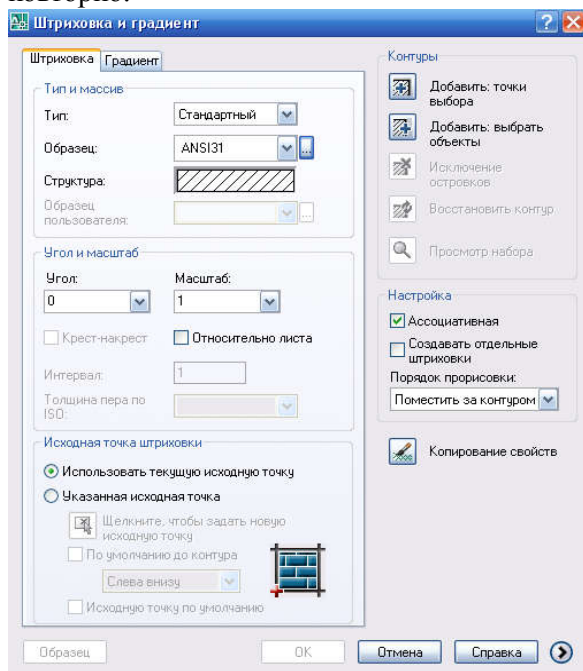 повторно.
Штриховка и градиент
Штриховка Градиент
Тип и массив
Тип: Стандартный
Образец: ANSI31
Структура:
Образец
пользователя:
Угол и масштаб
Угол: Масштаб:
0 1
Крест-накрест Относительно листа
Интервал: 1
Толщина пера по
ISO:
Исходная точка штриховки
Использовать текущую исходную точку
Указанная исходная точка
Щелкните, чтобы задать новую
исходную точку
По умолчанию до контура
Слева внизу
Исходную точку по умолчанию
Контуры
Добавить: точки
выбора
Добавить: выбрать
объекты
Исключение
островков
Восстановить контур
Просмотр набора
Настройка
Ассоциативная
Создавать отдельные
штриховки
Порядок прорисовки:
Поместить за контуром
Копирование свойств
Образец ОК Отмена Справка